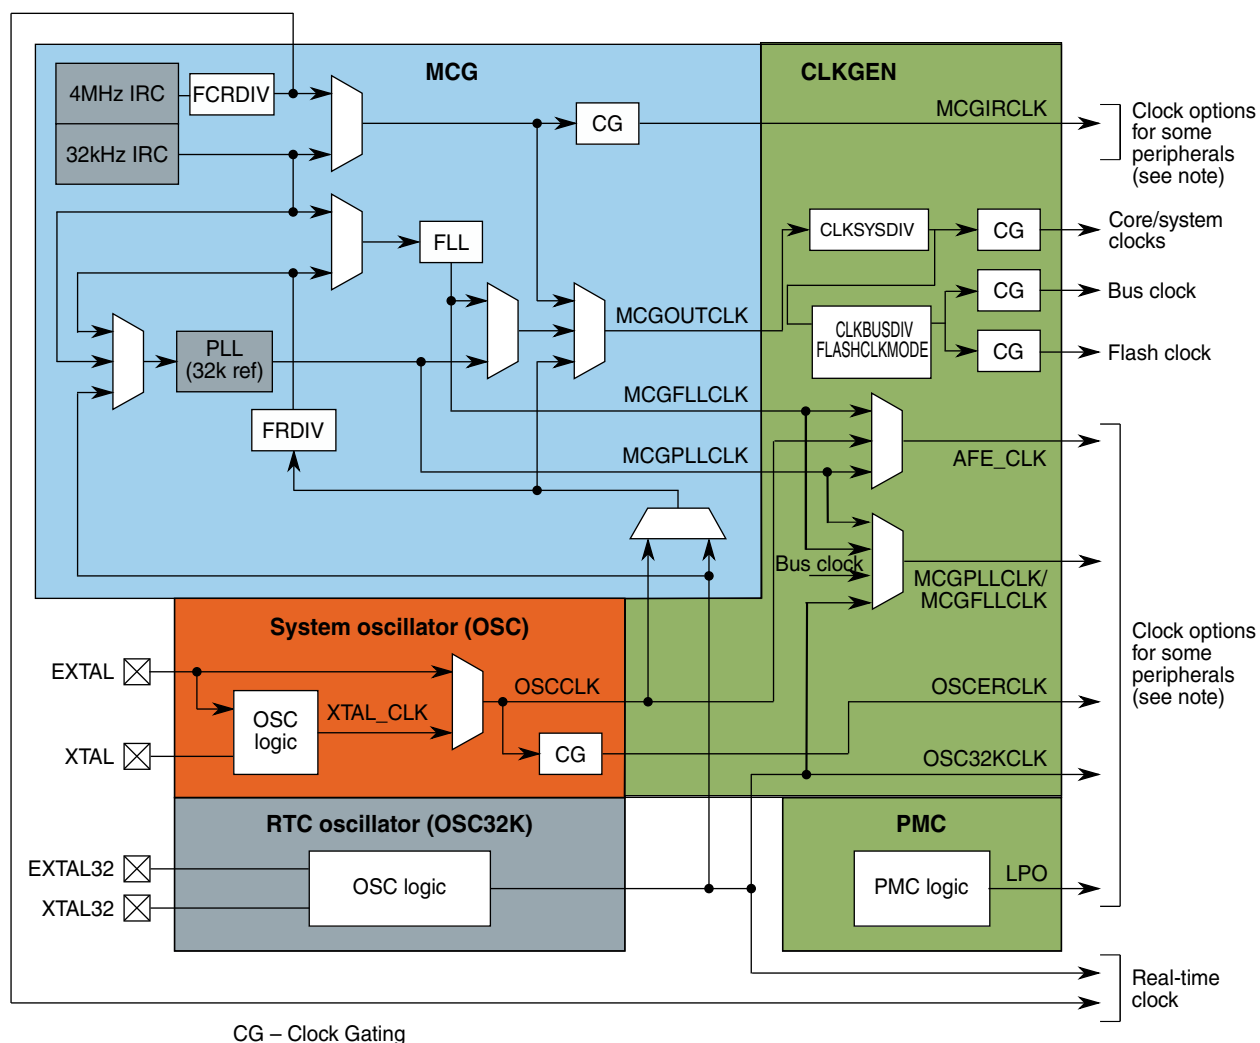 MCG
CLKGEN
4MHz IRC
FCRDIV
32kHz IRC
CG
MCGIRCLK
Clock options
for some
peripherals
(see note)
FLL
CLKSYSDIV
CG
Core/system
clocks
MCGOUTCLK
CLKBUSDIV
FLASHCLKMODE
CG
Bus clock
CG
Flash clock
PLL
(32k ref)
FRDIV
MCGFLLCLK
MCGPLLCLK
AFE_CLK
Bus clock
MCGPLLCLK/
MCGFLLCLK
Clock options
for some
peripherals
(see note)
System oscillator (OSC)
EXTAL
XTAL
OSC
logic
XTAL_CLK
OSCCLK
CG
OSCERCLK
OSC32KCLK
RTC oscillator (OSC32K)
EXTAL32
XTAL32
OSC logic
PMC
PMC logic
LPO
Real-time
clock
CG – Clock Gating